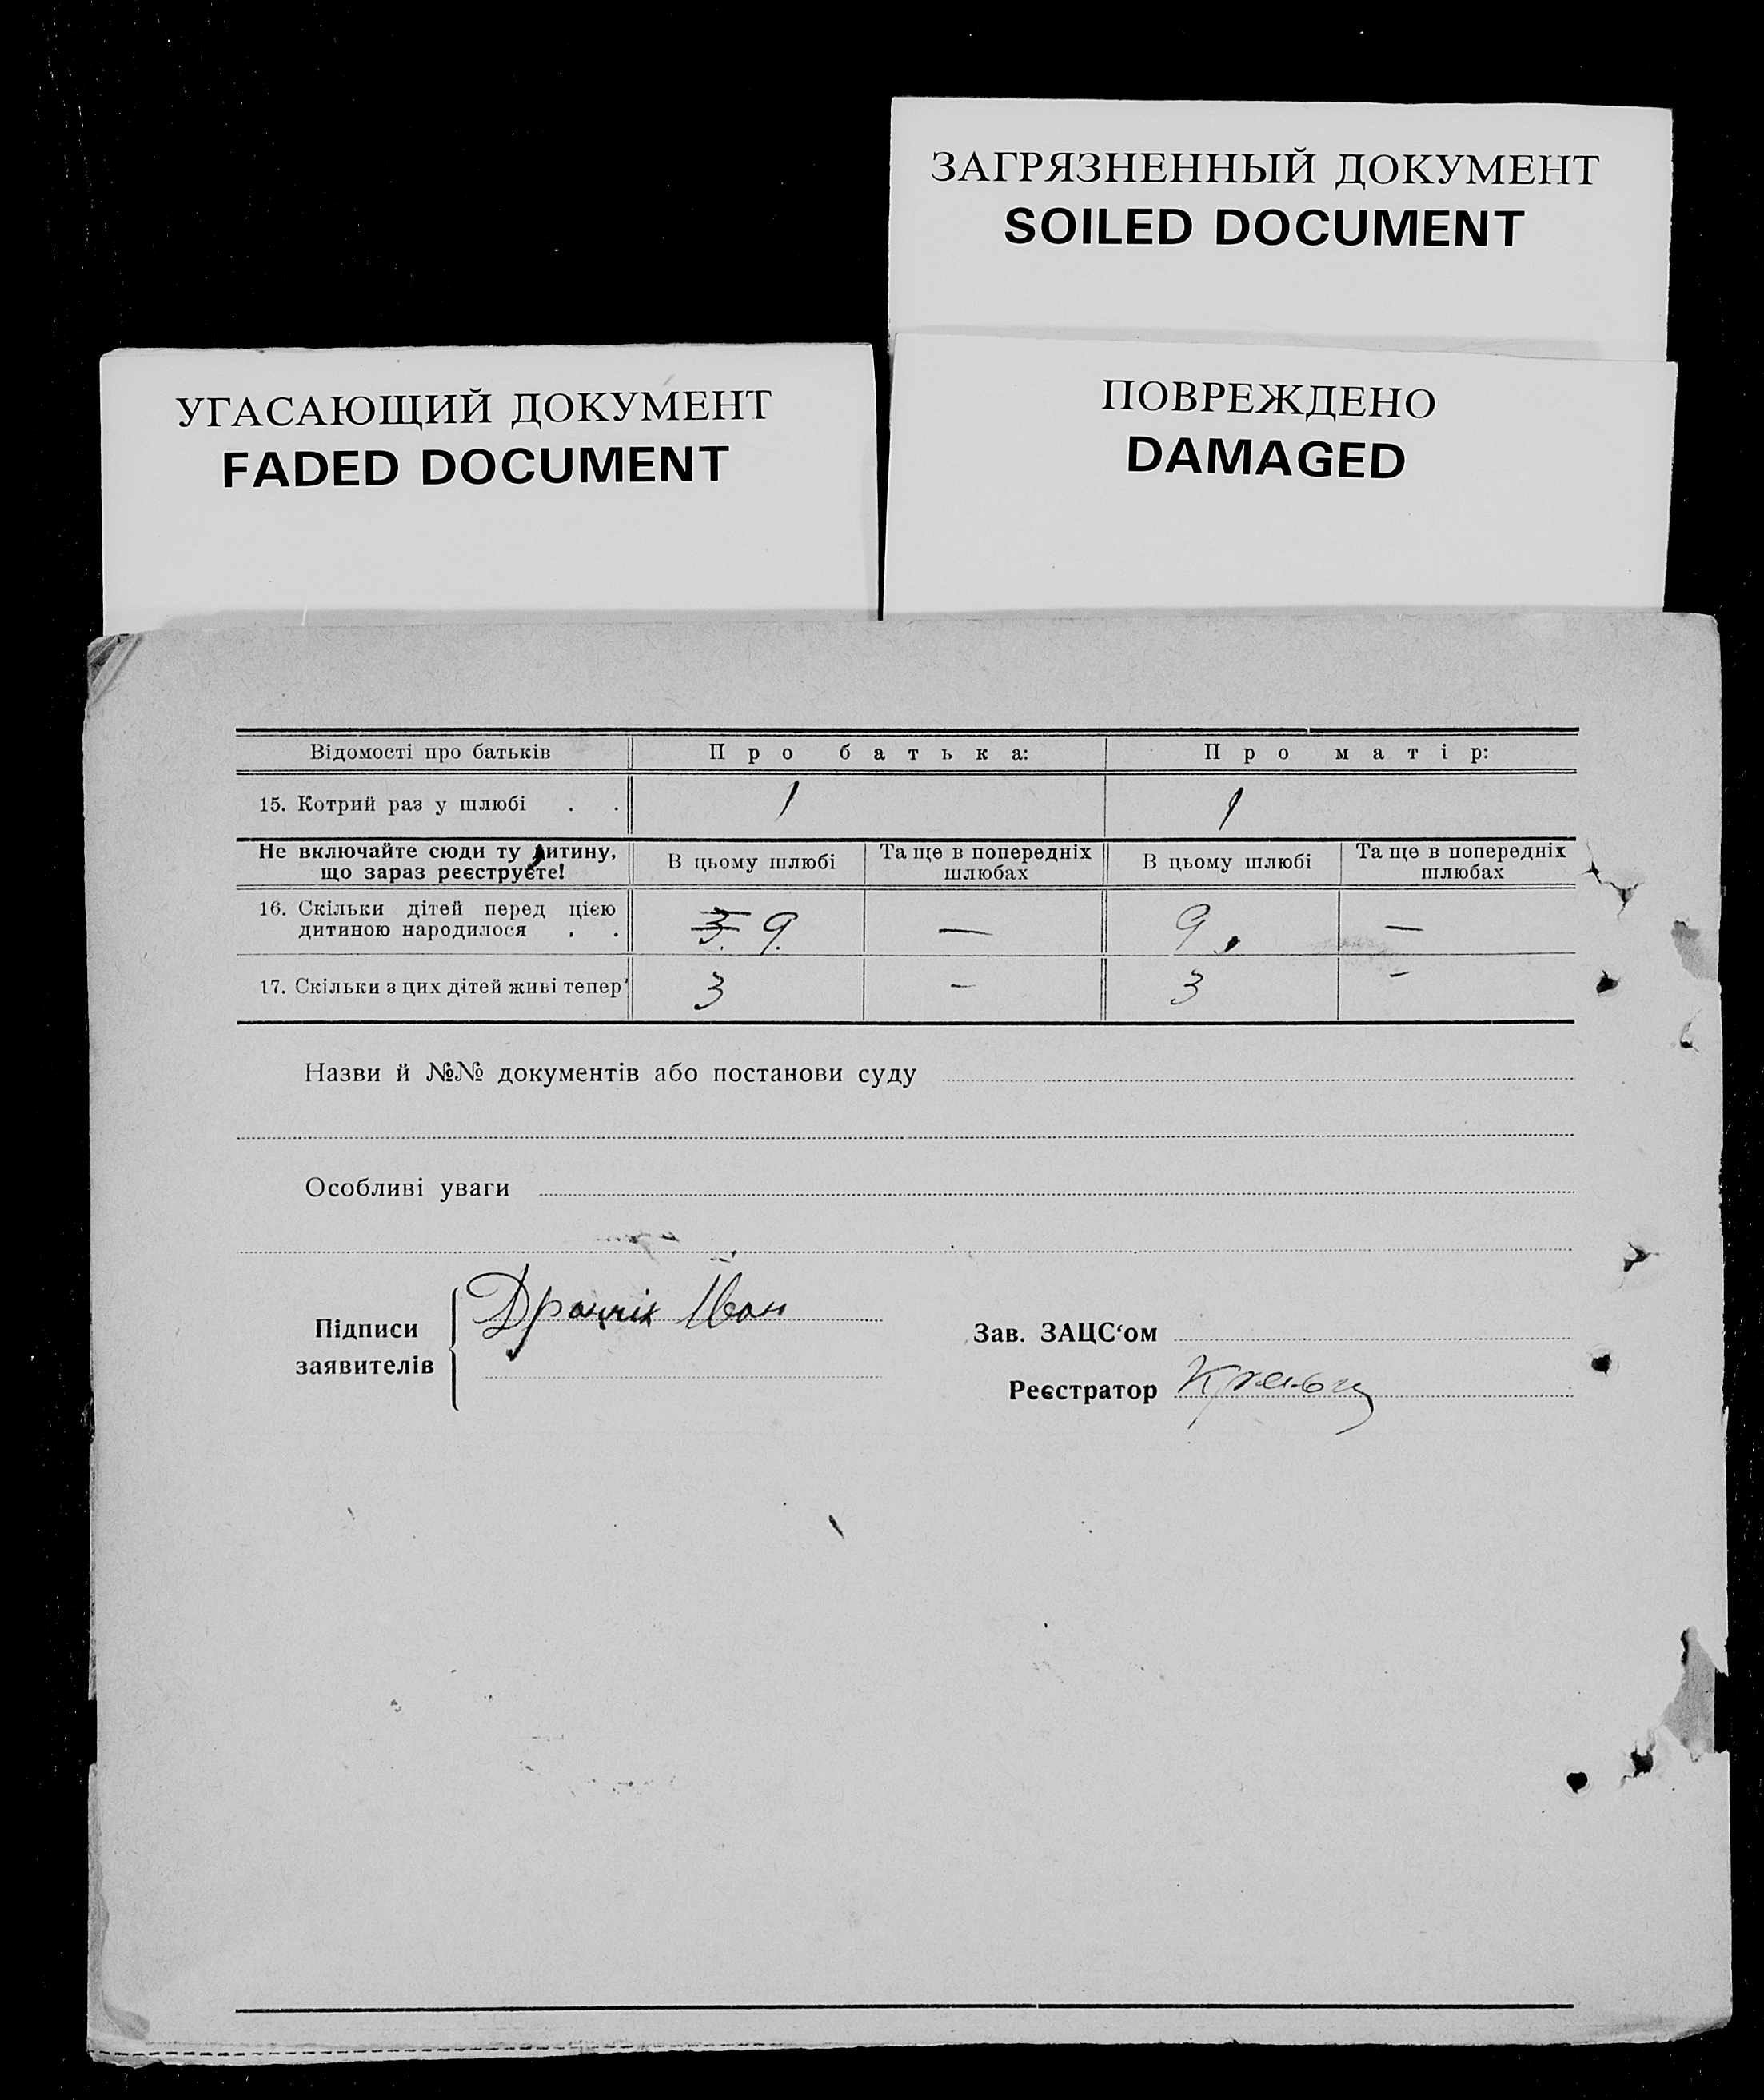 ЗАГРЯЗНЕННЫЙ ДОКУМЕНТ
SOILED DOCUMENT
УГАСАЮЩИЙ ДОКУМЕНТ
FADED DOCUMENT
ПОВРЕЖДЕНО
DAMAGED
Відомості про батьків Про батька: Про матір:
15. Котрий раз у шлюбі . . 1 1
Не включайте сюди ту дитину,
що зараз реєструєте!
В цьому шлюбі
Та ще в попередніх
шлюбах
В цьому шлюбі
Та ще в попередніх
шлюбах
16. Скільки дітей перед цією
дитиною народилося . . 9. — 9 —
17. Скільки з цих дітей живі тепер 3 - 3 -
Назви й №№ документів або постанови суду
Особливі уваги
Підписи
заявителів
Іван
Зав. ЗАЦС‘ом
Реєстратор